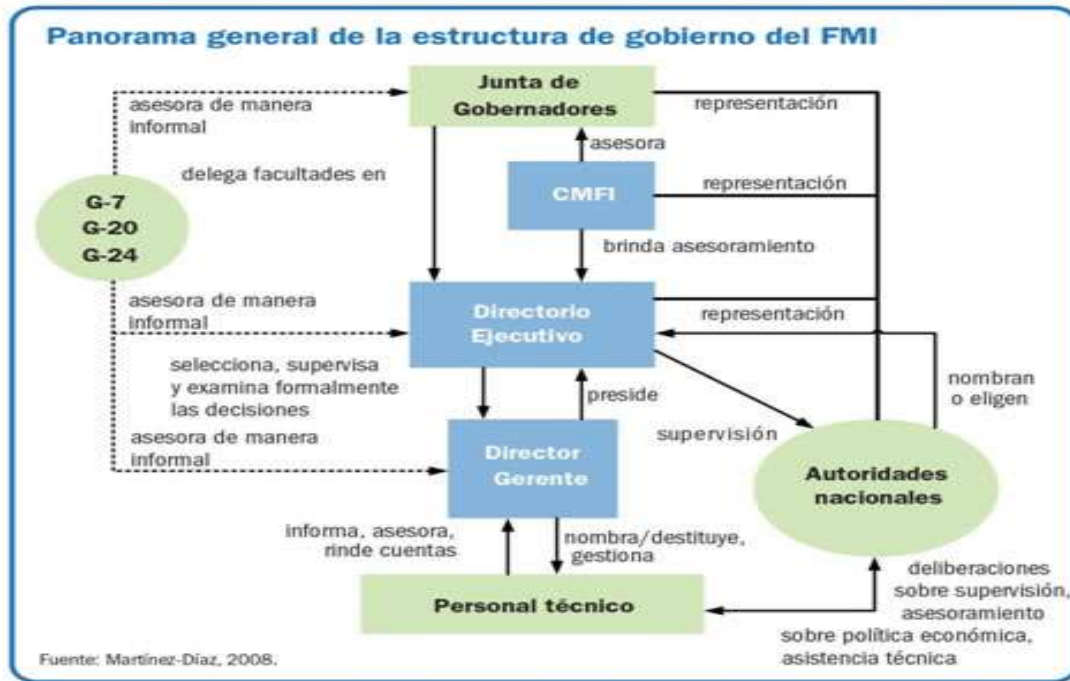 Panorama general de la estructura de gobierno del FMI
Junta de
Gobernadores
asesora de manera
informal
representación
asesora
delega facultades en
CMFI
representación
G-7
G-20
G-24
brinda asesoramiento
asesora de manera
informal
Directorio
Ejecutivo
representación
selecciona, supervisa
y examina formalmente
las decisiones
preside
nombran
o eligen
supervisión
asesora de manera
informal
Director
Gerente
Autoridades
nacionales
informa, asesora,
rinde cuentas
nombra/destituye,
gestiona
Personal técnico
deliberaciones
sobre supervisión,
asesoramiento
sobre política económica,
asistencia técnica
Fuente: Martínez-Díaz, 2008.